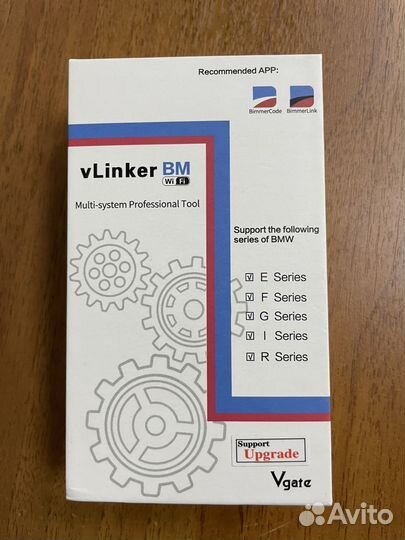 Recommended APP:
BimmerCode BimmerLink
vLinker BM
Wi Fi
Multi-system Professional Tool
Support the following
series of BMW
E Series
F Series
G Series
I Series
R Series
Support
Upgrade
Vgate
Avito